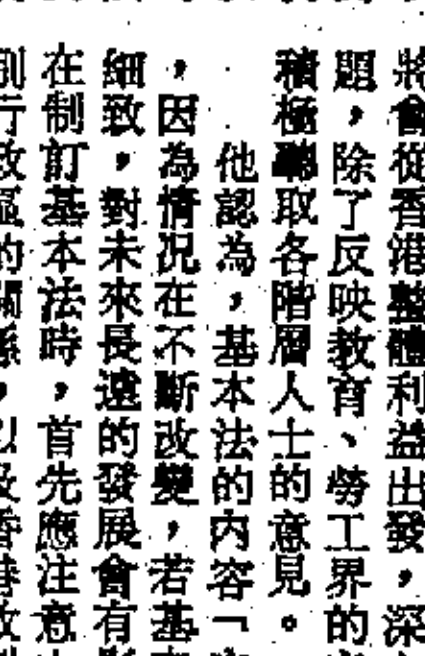 將會從香港整體利益出發，深
題，除了反映教育、勞工界的
積極聽取各階層人士的意見。
他認為，基本法的內容「
，因為情況在不斷改變，若基
細致，對未來長遠的發展會有
在制訂基本法時，首先應注意
別行政區的關係，以及香港政